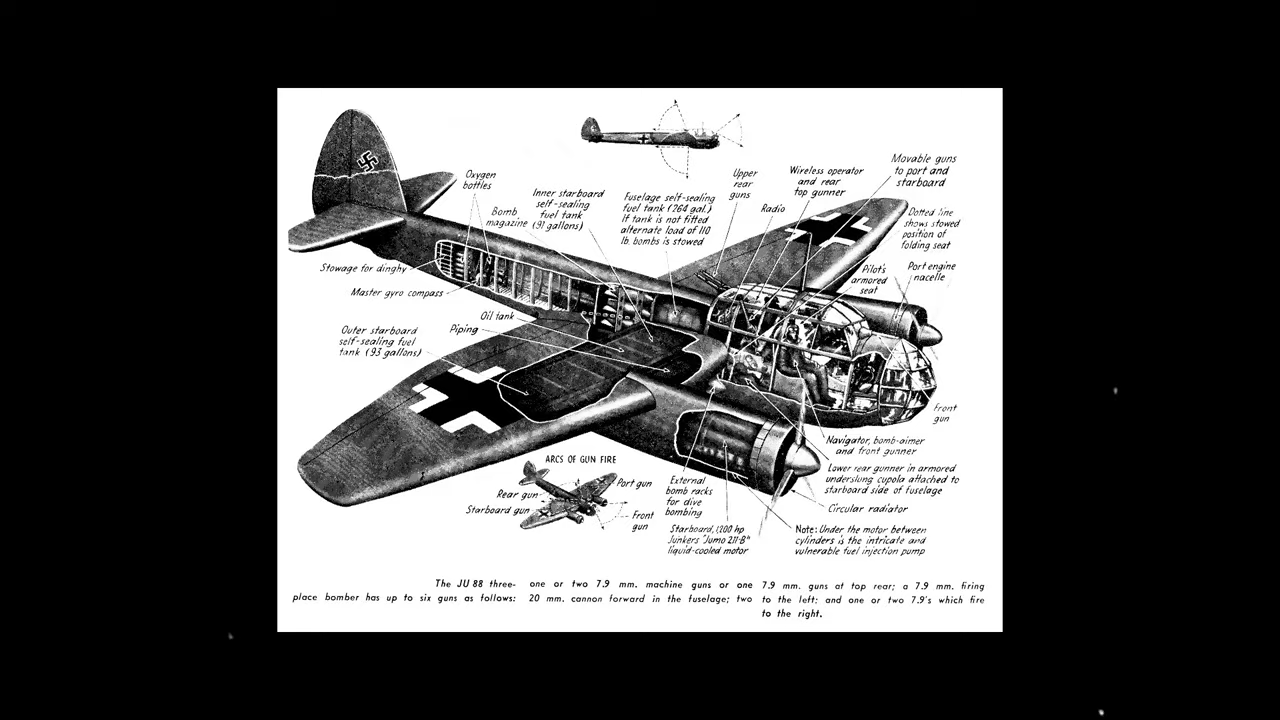 Movable guns
to port and
starboard
Oxygen
bottles
Upper
rear
guns
Wireless operator
and rear
top gunner
Inner starboard
self-sealing
fuel tank
(91 gallons)
Fuselage self-sealing
fuel tank (264 gal.)
If tank is not fitted
alternate load of 110
lb. bombs is stowed
Bomb
magazine
Radio
Dotted line
shows stowed
position of
folding seat
Stowage for dinghy
Master gyro compass
Pilot's
armored
seat
Port engine
nacelle
Oil tank
Piping
Outer starboard
self-sealing fuel
tank (93 gallons)
Front
gun
Navigator, bomb-aimer
and front gunner
ARCS OF GUN FIRE
Rear gun
Starboard gun
Port gun
Front
gun
External
bomb racks
for dive
bombing
Lower rear gunner in armored
underslung cupola attached to
starboard side of fuselage
Circular radiator
Starboard, 1,200 hp
Junkers "Jumo 211-B"
liquid-cooled motor
Note: Under the motor between
cylinders is the intricate and
vulnerable fuel injection pump
The JU 88 three-
place bomber has up to six guns as follows:
one or two 7.9 mm. machine guns or one
20 mm. cannon forward in the fuselage; two
7.9 mm. guns at top rear; a 7.9 mm. firing
to the left; and one or two 7.9's which fire
to the right.